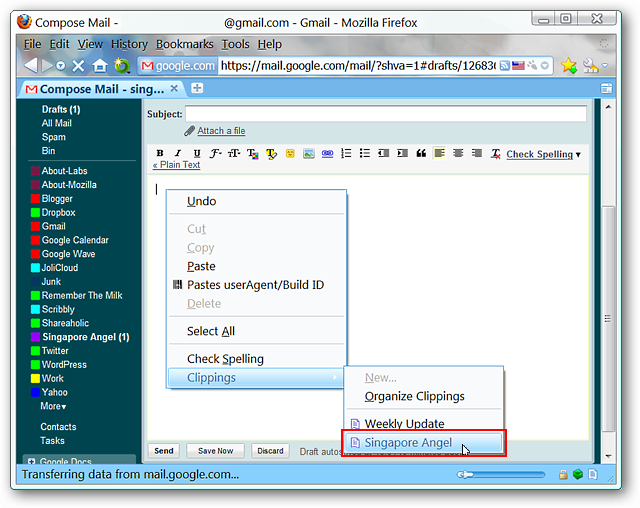 Compose Mail - @gmail.com - Gmail - Mozilla Firefox
File Edit View History Bookmarks Tools Help
google.com https://mail.google.com/mail/?shva=1#drafts/12683
Compose Mail - sing...
Drafts (1)
All Mail
Spam
Bin
About-Labs
About-Mozilla
Blogger
Dropbox
Gmail
Google Calendar
Google Wave
JoliCloud
Junk
Remember The Milk
Scribbly
Shareaholic
Singapore Angel (1)
Twitter
WordPress
Work
Yahoo
More▾
Contacts
Tasks
Google Docs
Subject:
Attach a file
B I U Check Spelling ▾
« Plain Text
Undo
Cut
Copy
Paste
Pastes userAgent/Build ID
Delete
Select All
Check Spelling
Clippings
New...
Organize Clippings
Weekly Update
Singapore Angel
Send Save Now Discard
Transferring data from mail.google.com...